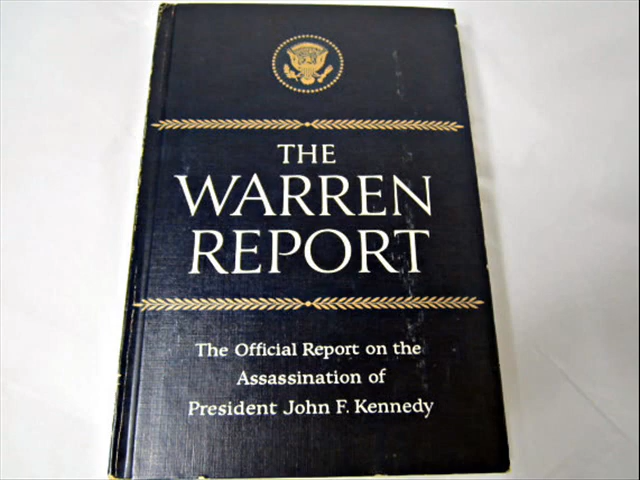 THE
WARREN
REPORT
The Official Report on the
Assassination of
President John F. Kennedy